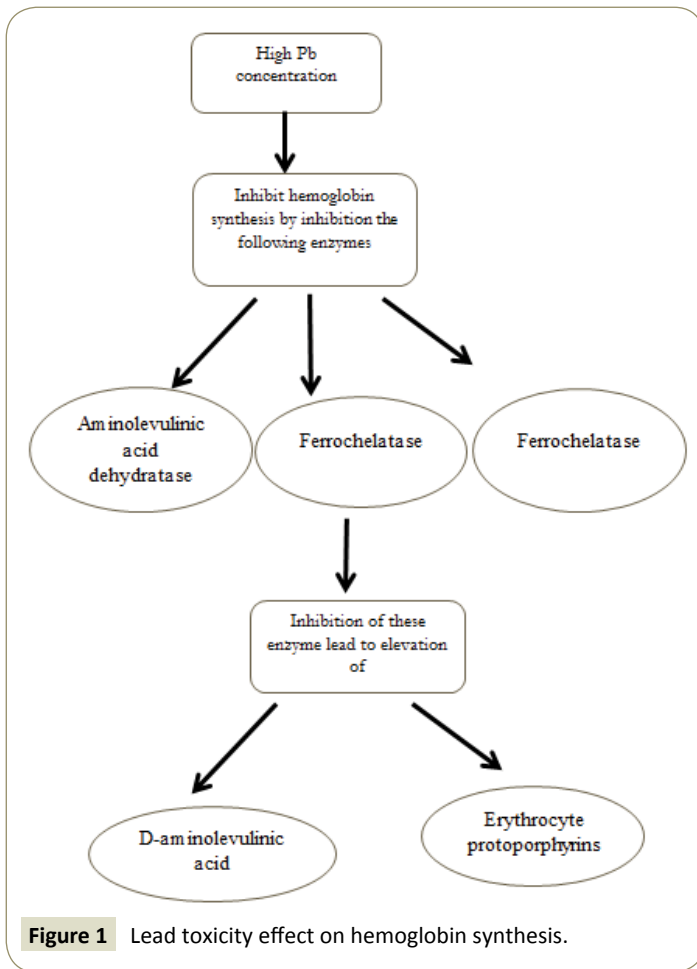 High Pb
concentration
Inhibit hemoglobin
synthesis by inhibition the
following enzymes
Aminolevulinic
acid
dehydratase
Ferrochelatase
Ferrochelatase
Inhibition of these
enzyme lead to elevation
of
D-aminolevulinic
acid
Erythrocyte
protoporphyrins
Figure 1 Lead toxicity effect on hemoglobin synthesis.